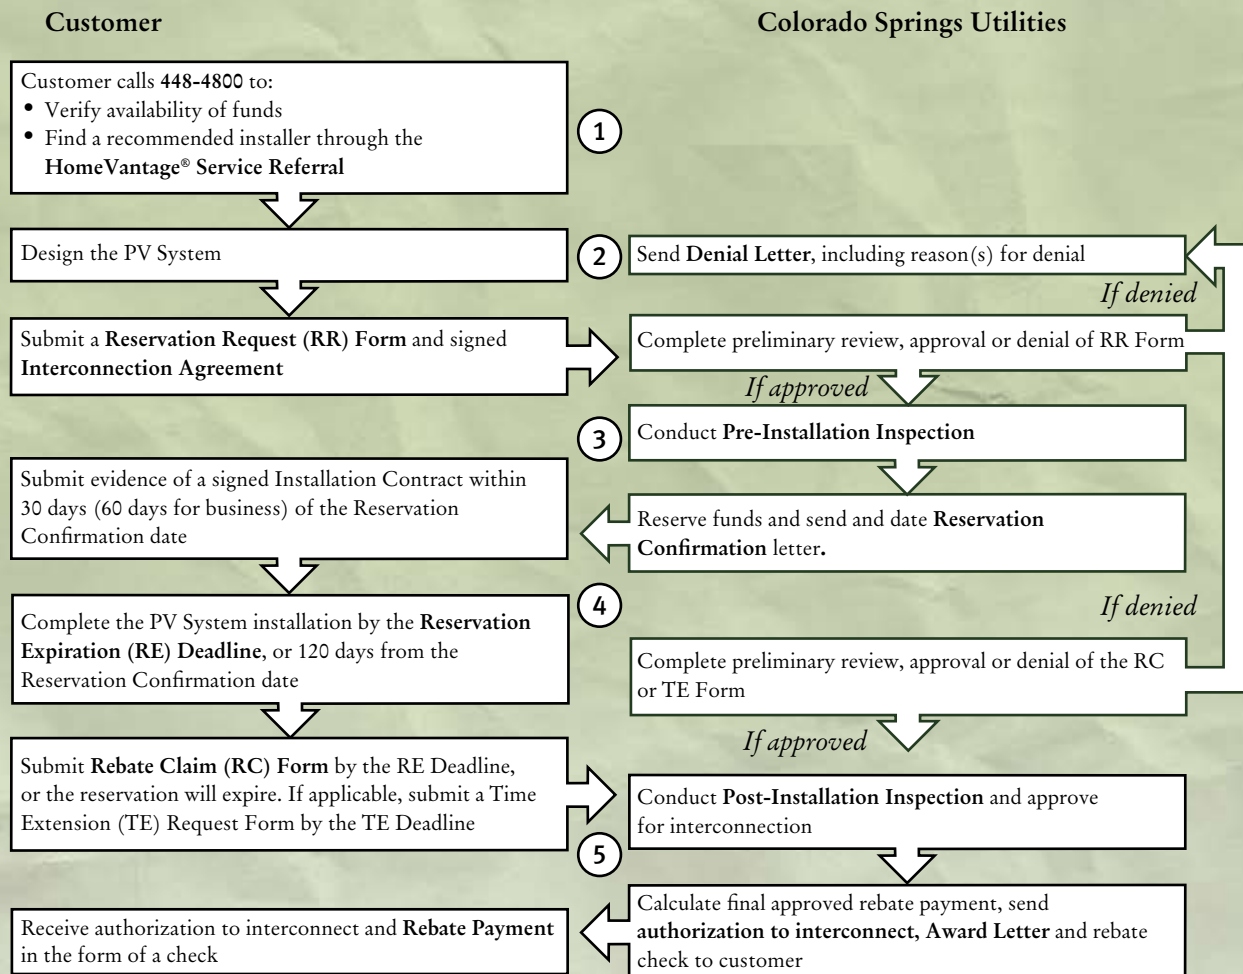 Customer
Colorado Springs Utilities
Customer calls 448-4800 to:
• Verify availability of funds
• Find a recommended installer through the
HomeVantage® Service Referral
1
Design the PV System
2
Send Denial Letter, including reason(s) for denial
If denied
Submit a Reservation Request (RR) Form and signed
Interconnection Agreement
Complete preliminary review, approval or denial of RR Form
If approved
3
Conduct Pre-Installation Inspection
Submit evidence of a signed Installation Contract within
30 days (60 days for business) of the Reservation
Confirmation date
Reserve funds and send and date Reservation
Confirmation letter.
4
If denied
Complete the PV System installation by the Reservation
Expiration (RE) Deadline, or 120 days from the
Reservation Confirmation date
Complete preliminary review, approval or denial of the RC
or TE Form
If approved
Submit Rebate Claim (RC) Form by the RE Deadline,
or the reservation will expire. If applicable, submit a Time
Extension (TE) Request Form by the TE Deadline
Conduct Post-Installation Inspection and approve
for interconnection
5
Receive authorization to interconnect and Rebate Payment
in the form of a check
Calculate final approved rebate payment, send
authorization to interconnect, Award Letter and rebate
check to customer